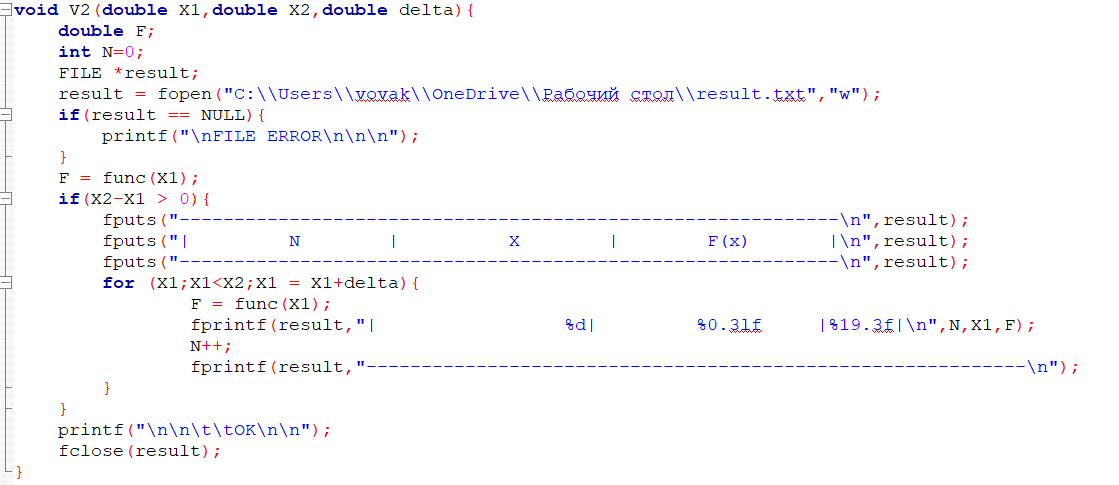 void V2(double X1,double X2,double delta){
    double F;
    int N=0;
    FILE *result;
    result = fopen("C:\\Users\\vovak\\OneDrive\\Рабочий стол\\result.txt","w");
    if(result == NULL){
        printf("\nFILE ERROR\n\n\n");
    }
    F = func(X1);
    if(X2-X1 > 0){
        fputs("------------------------------------------------------------\n",result);
        fputs("|         N        |          X        |        F(x)       |\n",result);
        fputs("------------------------------------------------------------\n",result);
        for (X1;X1<X2;X1 = X1+delta){
                F = func(X1);
                fprintf(result,"|                 %d|         %0.3lf     |%19.3f|\n",N,X1,F);
                N++;
                fprintf(result,"------------------------------------------------------------\n");
        }
    }
    printf("\n\n\t\tOK\n\n");
    fclose(result);
}